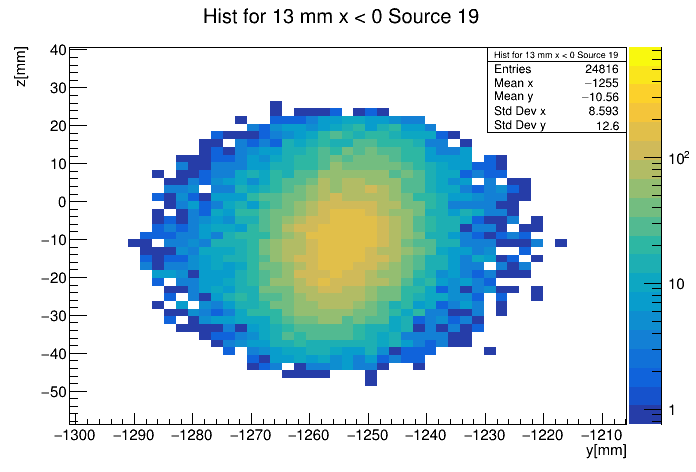 Hist for 13 mm x < 0 Source 19
z[mm]
Hist for 13 mm x < 0 Source 19
Entries 24816
Mean x −1255
Mean y −10.56
Std Dev x 8.593
Std Dev y 12.6
40
30
20
10
0
−10
−20
−30
−40
−50
10²
10
1
−1300 −1290 −1280 −1270 −1260 −1250 −1240 −1230 −1220 −1210
y[mm]